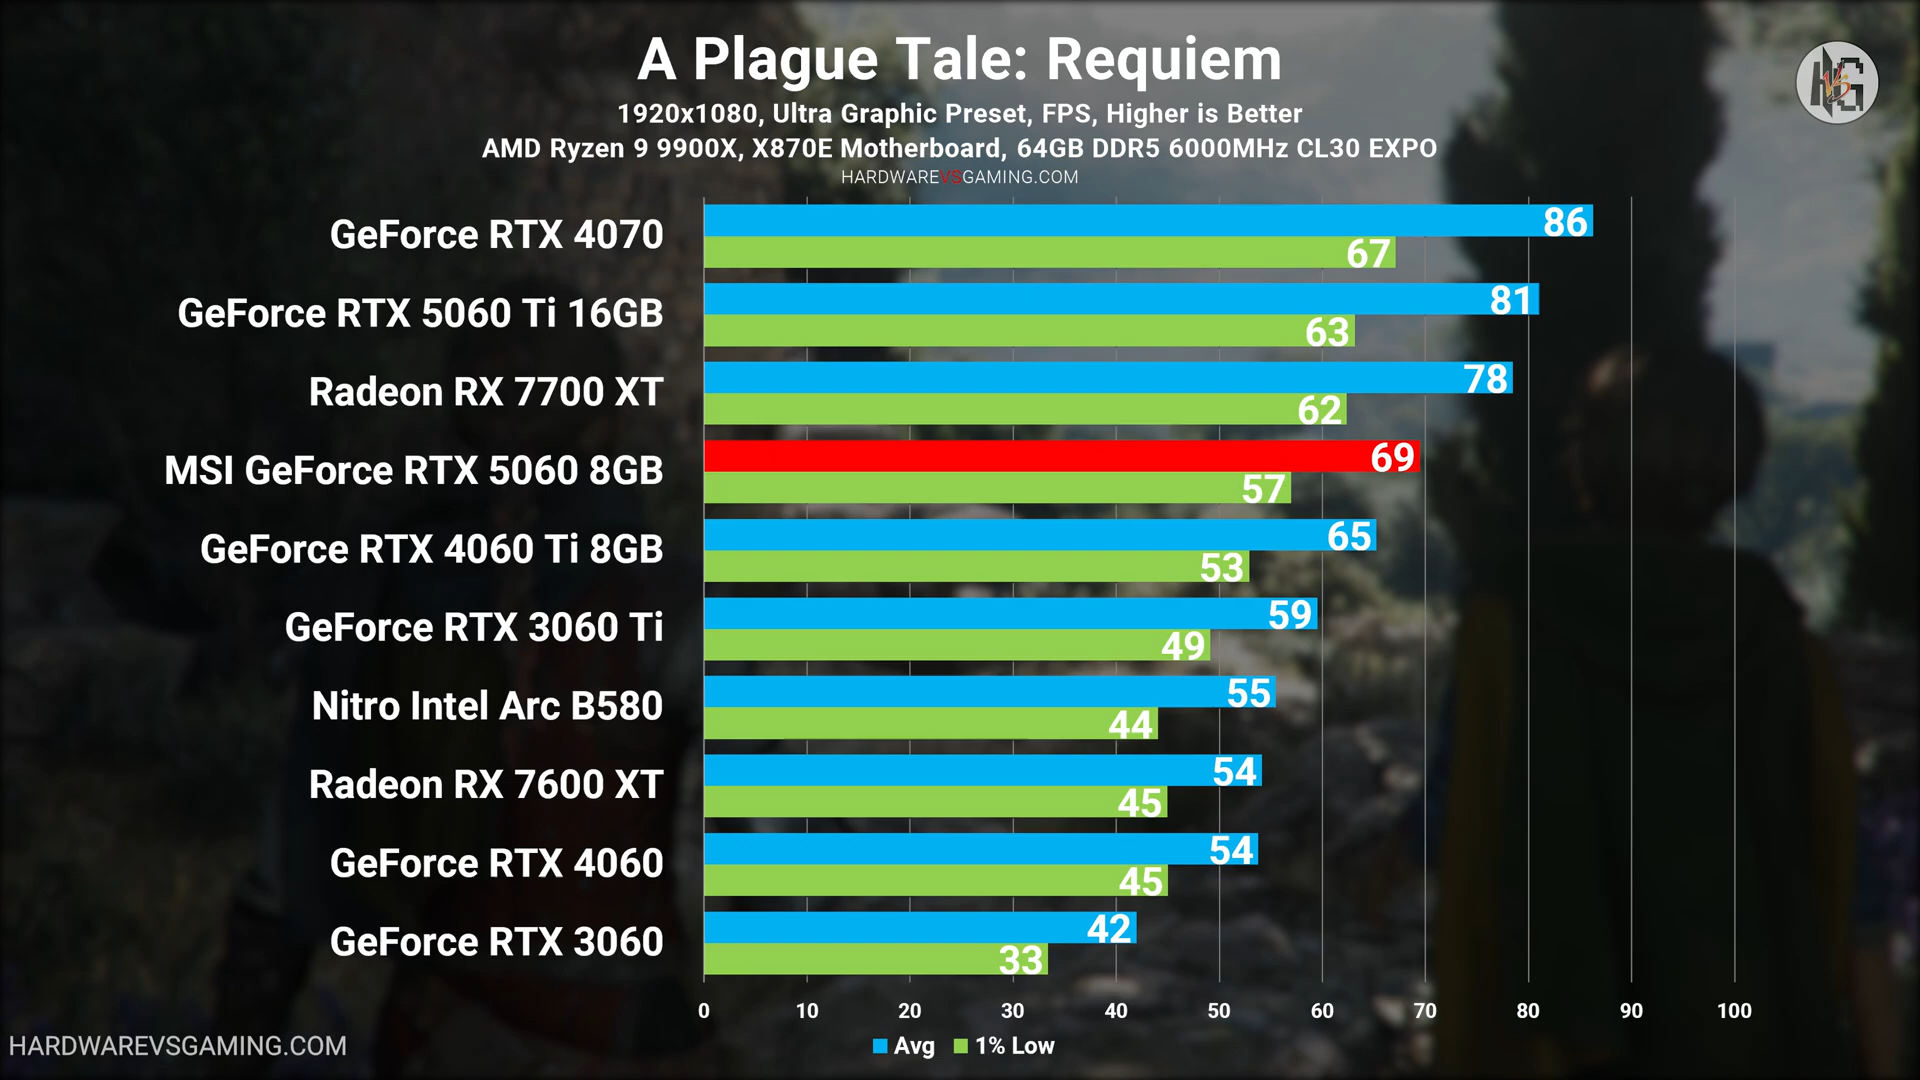 A Plague Tale: Requiem
1920x1080, Ultra Graphic Preset, FPS, Higher is Better
AMD Ryzen 9 9900X, X870E Motherboard, 64GB DDR5 6000MHz CL30 EXPO
HARDWAREVSGAMING.COM
GeForce RTX 4070
86
67
GeForce RTX 5060 Ti 16GB
81
63
Radeon RX 7700 XT
78
62
MSI GeForce RTX 5060 8GB
69
57
GeForce RTX 4060 Ti 8GB
65
53
GeForce RTX 3060 Ti
59
49
Nitro Intel Arc B580
55
44
Radeon RX 7600 XT
54
45
GeForce RTX 4060
54
45
GeForce RTX 3060
42
33
0 10 20 30 40 50 60 70 80 90 100
Avg 1% Low
HARDWAREVSGAMING.COM